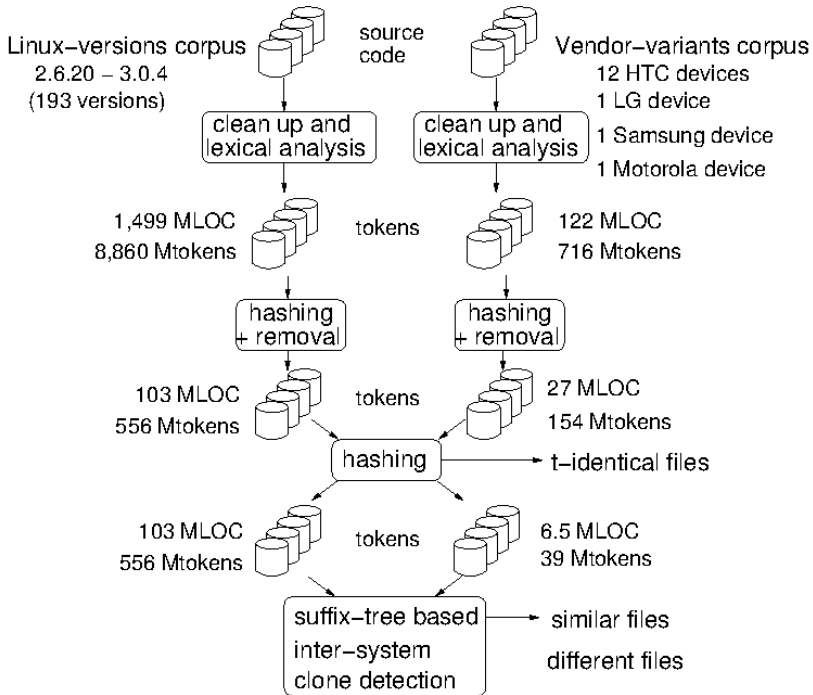 Linux-versions corpus
2.6.20 - 3.0.4
(193 versions)
source
code
Vendor-variants corpus
12 HTC devices
1 LG device
1 Samsung device
1 Motorola device
clean up and
lexical analysis
clean up and
lexical analysis
1,499 MLOC
8,860 Mtokens
tokens
122 MLOC
716 Mtokens
hashing
+ removal
hashing
+ removal
103 MLOC
556 Mtokens
tokens
27 MLOC
154 Mtokens
hashing
t-identical files
103 MLOC
556 Mtokens
tokens
6.5 MLOC
39 Mtokens
suffix-tree based
inter-system
clone detection
similar files
different files